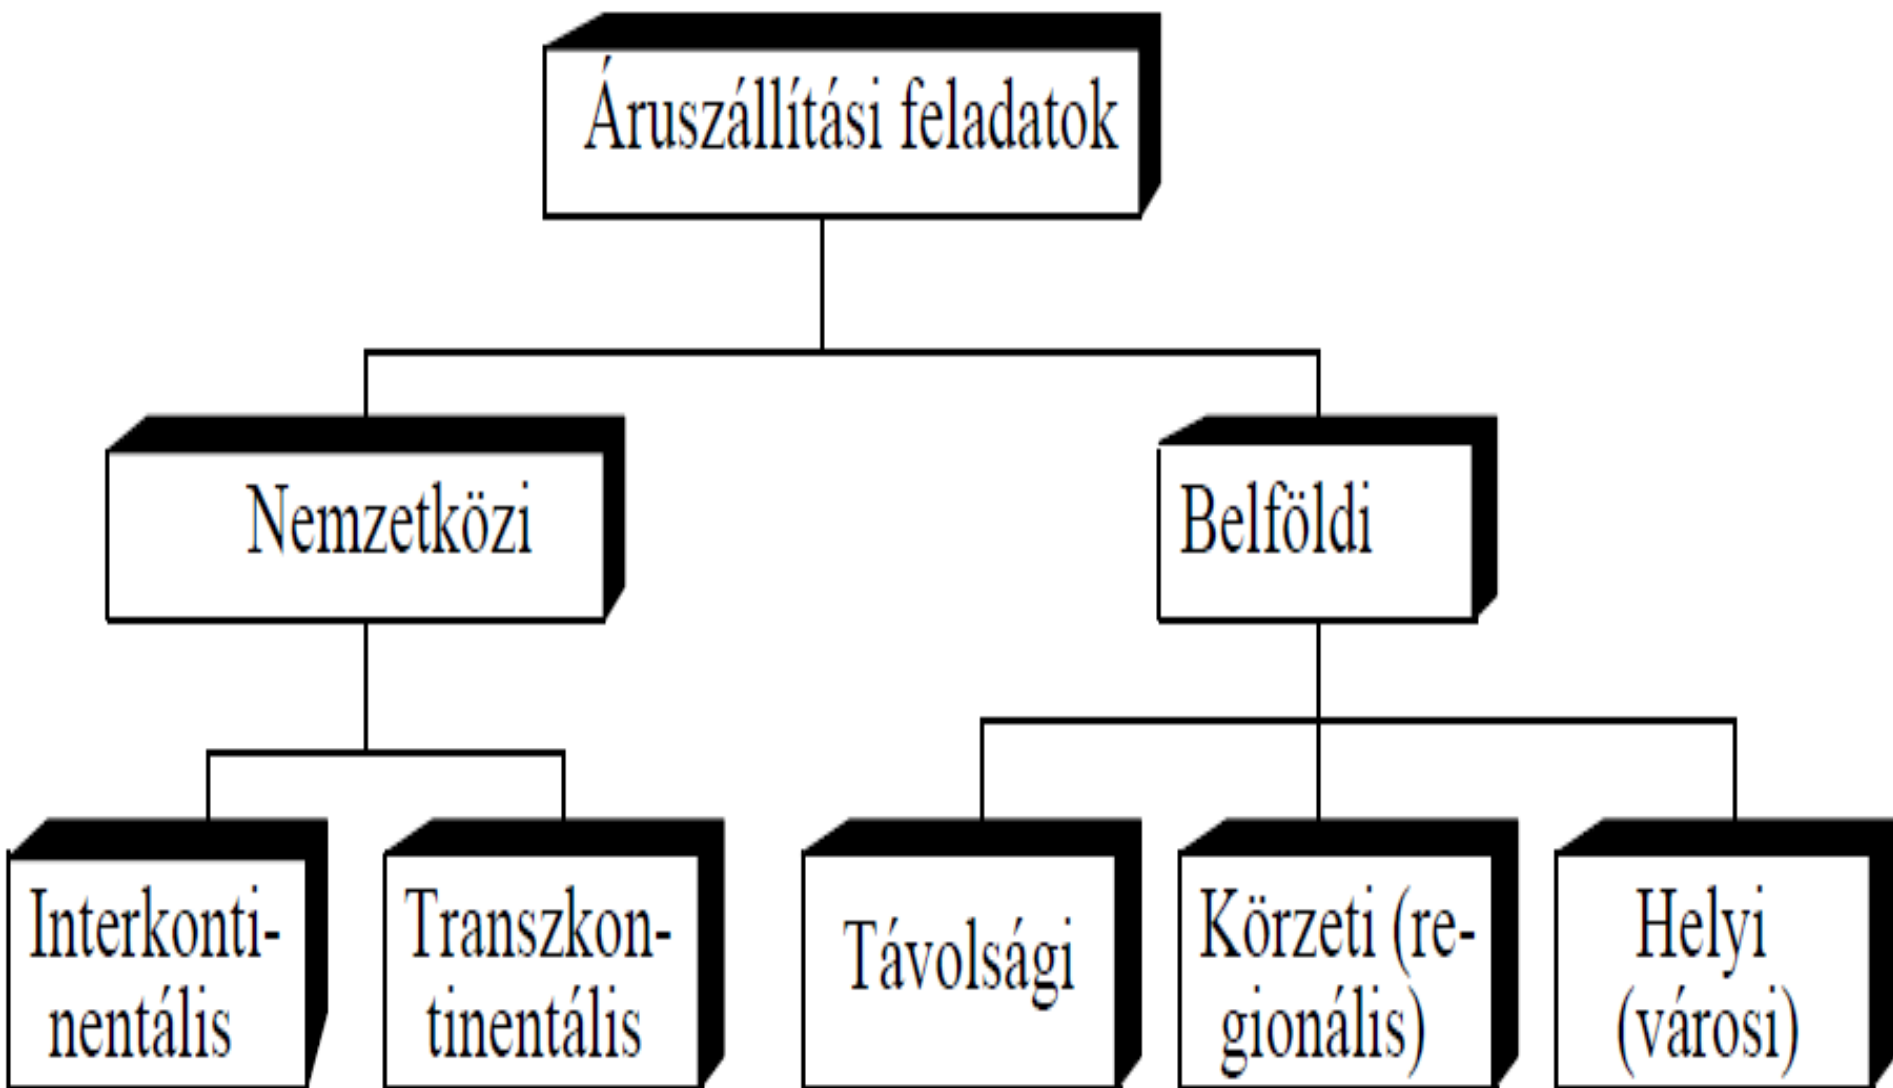 Áruszállítási feladatok
Nemzetközi
Belföldi
Interkonti-
nentális
Transzkon-
tinentális
Távolsági
Körzeti (re-
gionális)
Helyi
(városi)